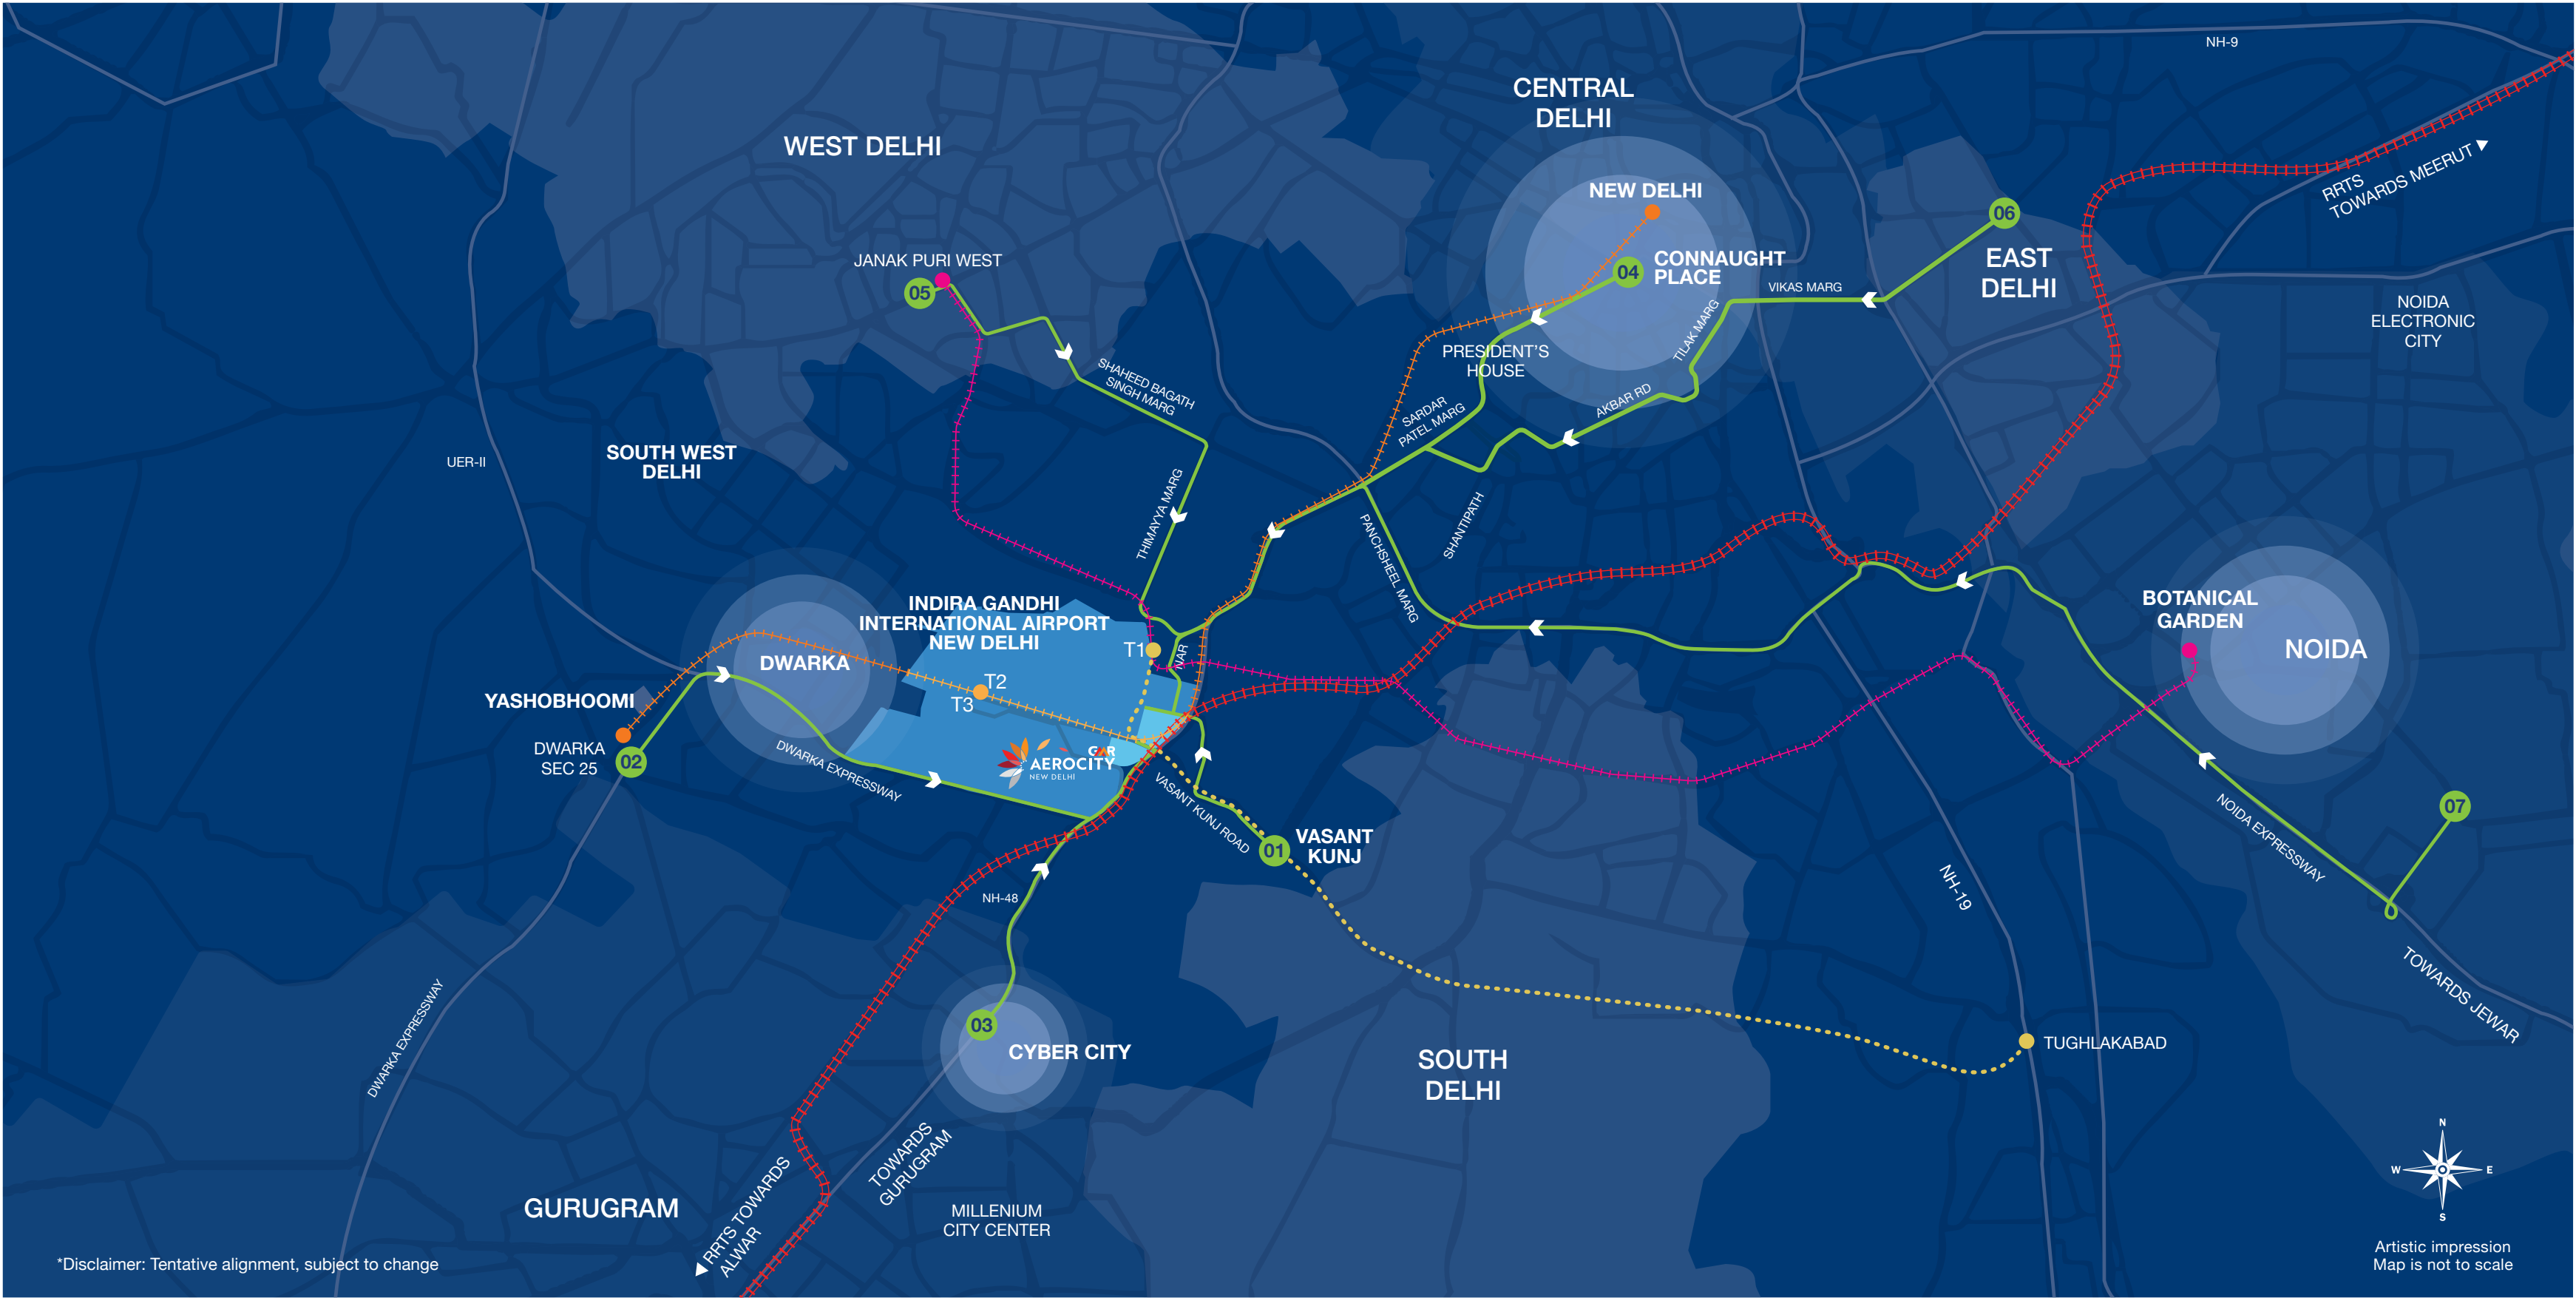 NH-9
CENTRAL
DELHI
WEST DELHI
RRTS
TOWARDS MEERUT
NEW DELHI
06
JANAK PURI WEST
05
04
CONNAUGHT
PLACE
EAST
DELHI
VIKAS MARG
NOIDA
ELECTRONIC
CITY
TILAK MARG
PRESIDENT'S
HOUSE
SHAHEED BAGATH
SINGH MARG
AKBAR RD
SARDAR
PATEL MARG
UER-II
SOUTH WEST
DELHI
THIMAYYA MARG
PANCHSHEEL MARG
SHANTIPATH
INDIRA GANDHI
INTERNATIONAL AIRPORT
NEW DELHI
BOTANICAL
GARDEN
NOIDA
T1
NAR
DWARKA
T2
T3
YASHOBHOOMI
DWARKA
SEC 25
02
DWARKA EXPRESSWAY
GMR
AEROCITY
NEW DELHI
VASANT KUNJ ROAD
01
VASANT
KUNJ
07
NOIDA EXPRESSWAY
NH-48
NH-19
TOWARDS JEWAR
DWARKA EXPRESSWAY
03
CYBER CITY
SOUTH
DELHI
TUGHLAKABAD
TOWARDS
GURUGRAM
GURUGRAM
RRTS TOWARDS
ALWAR
MILLENIUM
CITY CENTER
N
W
E
S
*Disclaimer: Tentative alignment, subject to change
Artistic impression
Map is not to scale